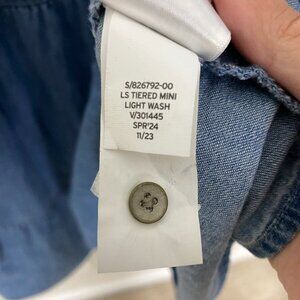 S/826792-00
LS TIERED MINI
LIGHT WASH
V/301445
SPR'24
11/23